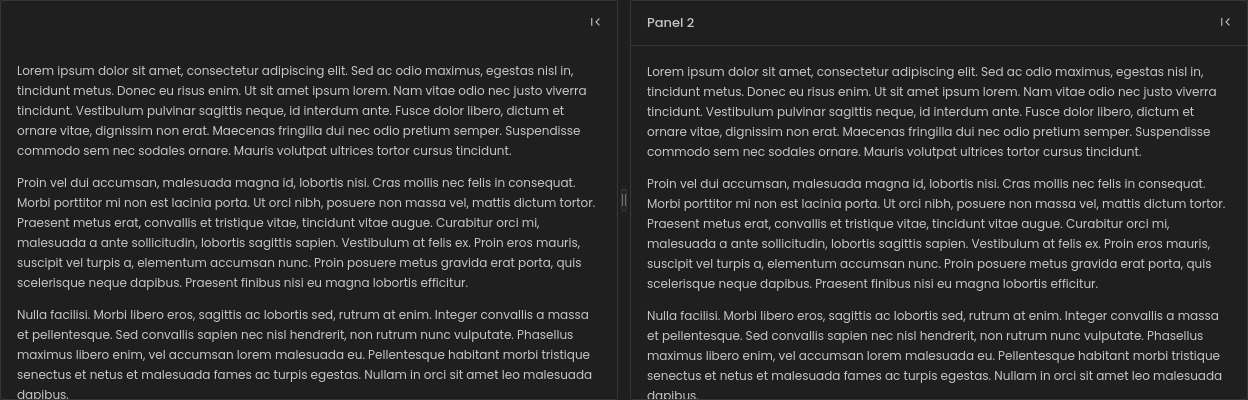 Lorem ipsum dolor sit amet, consectetur adipiscing elit. Sed ac odio maximus, egestas nisl in,
tincidunt metus. Donec eu risus enim. Ut sit amet ipsum lorem. Nam vitae odio nec justo viverra
tincidunt. Vestibulum pulvinar sagittis neque, id interdum ante. Fusce dolor libero, dictum et
ornare vitae, dignissim non erat. Maecenas fringilla dui nec odio pretium semper. Suspendisse
commodo sem nec sodales ornare. Mauris volutpat ultrices tortor cursus tincidunt.
Proin vel dui accumsan, malesuada magna id, lobortis nisi. Cras mollis nec felis in consequat.
Morbi porttitor mi non est lacinia porta. Ut orci nibh, posuere non massa vel, mattis dictum tortor.
Praesent metus erat, convallis et tristique vitae, tincidunt vitae augue. Curabitur orci mi,
malesuada a ante sollicitudin, lobortis sagittis sapien. Vestibulum at felis ex. Proin eros mauris,
suscipit vel turpis a, elementum accumsan nunc. Proin posuere metus gravida erat porta, quis
scelerisque neque dapibus. Praesent finibus nisi eu magna lobortis efficitur.
Nulla facilisi. Morbi libero eros, sagittis ac lobortis sed, rutrum at enim. Integer convallis a massa
et pellentesque. Sed convallis sapien nec nisl hendrerit, non rutrum nunc vulputate. Phasellus
maximus libero enim, vel accumsan lorem malesuada eu. Pellentesque habitant morbi tristique
senectus et netus et malesuada fames ac turpis egestas. Nullam in orci sit amet leo malesuada
dapibus.
Panel 2
Lorem ipsum dolor sit amet, consectetur adipiscing elit. Sed ac odio maximus, egestas nisl in,
tincidunt metus. Donec eu risus enim. Ut sit amet ipsum lorem. Nam vitae odio nec justo viverra
tincidunt. Vestibulum pulvinar sagittis neque, id interdum ante. Fusce dolor libero, dictum et
ornare vitae, dignissim non erat. Maecenas fringilla dui nec odio pretium semper. Suspendisse
commodo sem nec sodales ornare. Mauris volutpat ultrices tortor cursus tincidunt.
Proin vel dui accumsan, malesuada magna id, lobortis nisi. Cras mollis nec felis in consequat.
Morbi porttitor mi non est lacinia porta. Ut orci nibh, posuere non massa vel, mattis dictum tortor.
Praesent metus erat, convallis et tristique vitae, tincidunt vitae augue. Curabitur orci mi,
malesuada a ante sollicitudin, lobortis sagittis sapien. Vestibulum at felis ex. Proin eros mauris,
suscipit vel turpis a, elementum accumsan nunc. Proin posuere metus gravida erat porta, quis
scelerisque neque dapibus. Praesent finibus nisi eu magna lobortis efficitur.
Nulla facilisi. Morbi libero eros, sagittis ac lobortis sed, rutrum at enim. Integer convallis a massa
et pellentesque. Sed convallis sapien nec nisl hendrerit, non rutrum nunc vulputate. Phasellus
maximus libero enim, vel accumsan lorem malesuada eu. Pellentesque habitant morbi tristique
senectus et netus et malesuada fames ac turpis egestas. Nullam in orci sit amet leo malesuada
dapibus.